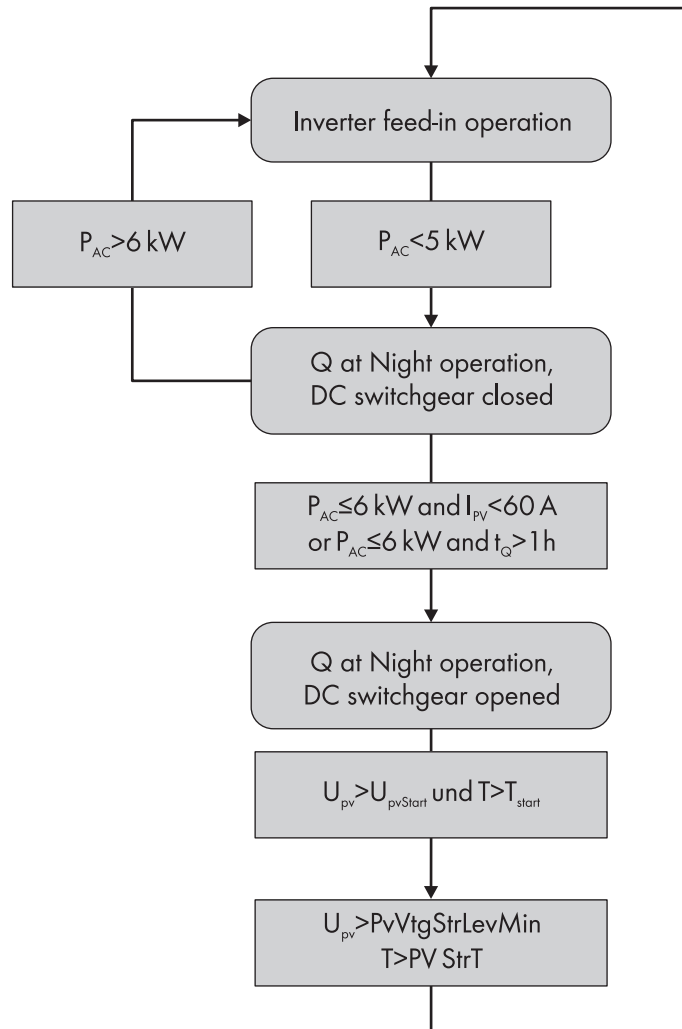 Inverter feed-in operation
P_AC>6 kW
P_AC<5 kW
Q at Night operation,
DC switchgear closed
P_AC≤6 kW and I_PV<60 A
or P_AC≤6 kW and t_Q>1h
Q at Night operation,
DC switchgear opened
U_pv>U_pvStart und T>T_start
U_pv>PvVtgStrLevMin
T>PV StrT